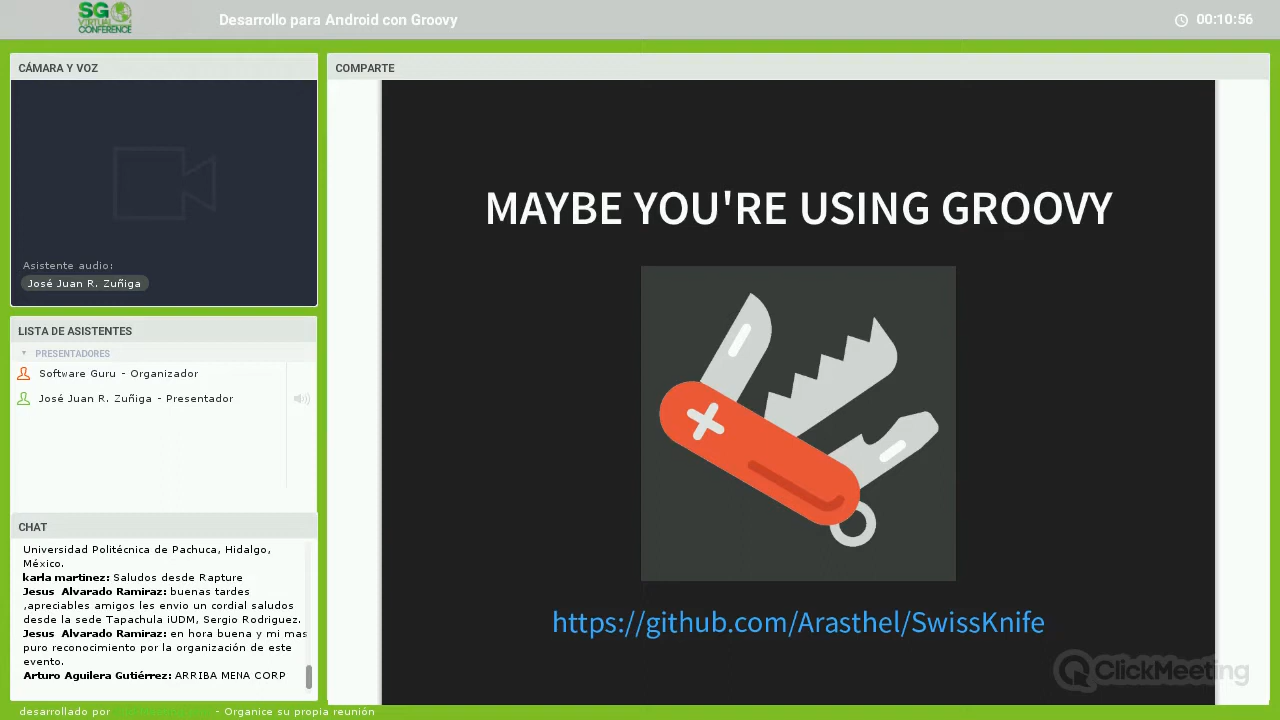 SG
VIRTUAL
CONFERENCE
Desarrollo para Android con Groovy
00:10:56
CÁMARA Y VOZ
Asistente audio:
José Juan R. Zuñiga
LISTA DE ASISTENTES
PRESENTADORES
Software Guru - Organizador
José Juan R. Zuñiga - Presentador
CHAT
Universidad Politécnica de Pachuca, Hidalgo,
México.
karla martinez: Saludos desde Rapture
Jesus Alvarado Ramiraz: buenas tardes
,apreciables amigos les envio un cordial saludos
desde la sede Tapachula iUDM, Sergio Rodriguez.
Jesus Alvarado Ramiraz: en hora buena y mi mas
puro reconocimiento por la organización de este
evento.
Arturo Aguilera Gutiérrez: ARRIBA MENA CORP
desarrollado por
- Organice su propia reunión
COMPARTE
MAYBE YOU'RE USING GROOVY
https://github.com/Arasthel/SwissKnife
ClickMeeting